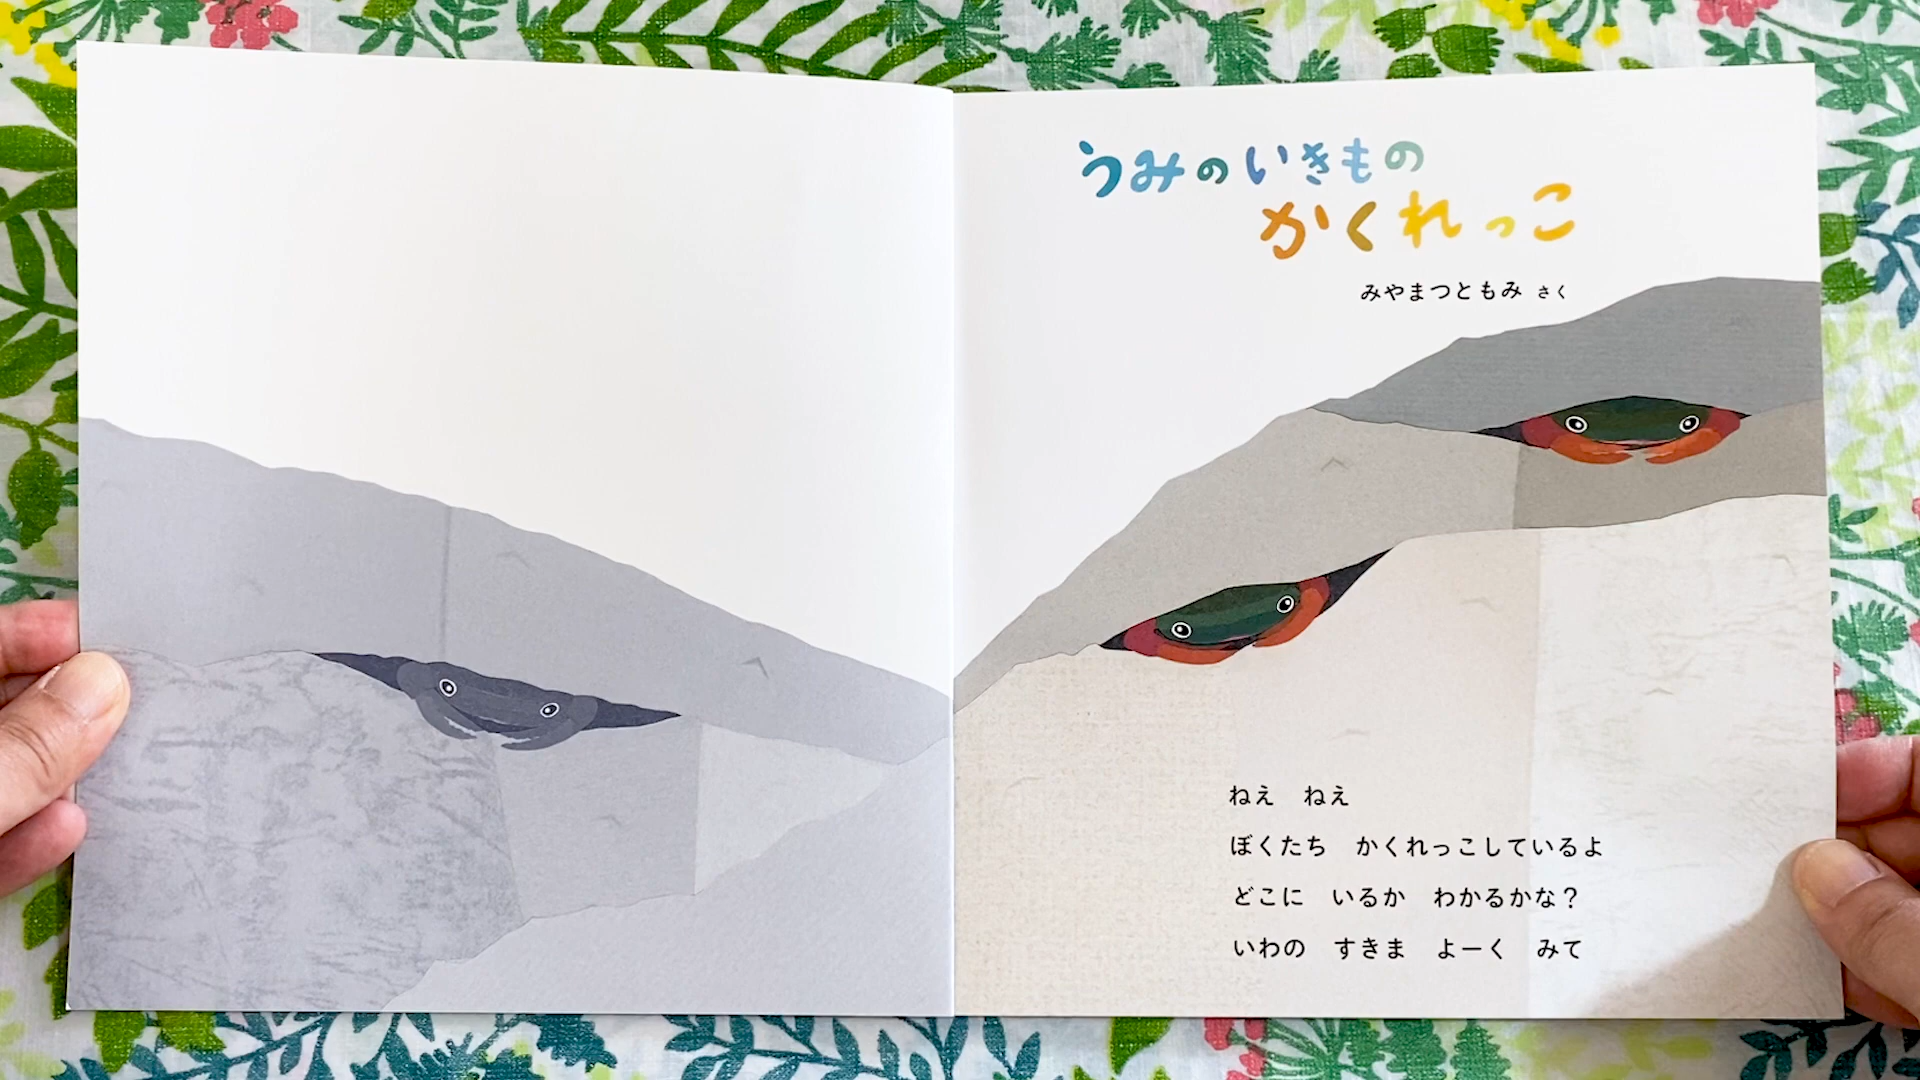 うみのいきもの
かくれっこ
みやまつともみ さく
ねえ　ねえ
ぼくたち　かくれっこしているよ
どこに　いるか　わかるかな？
いわの　すきま　よーく　みて